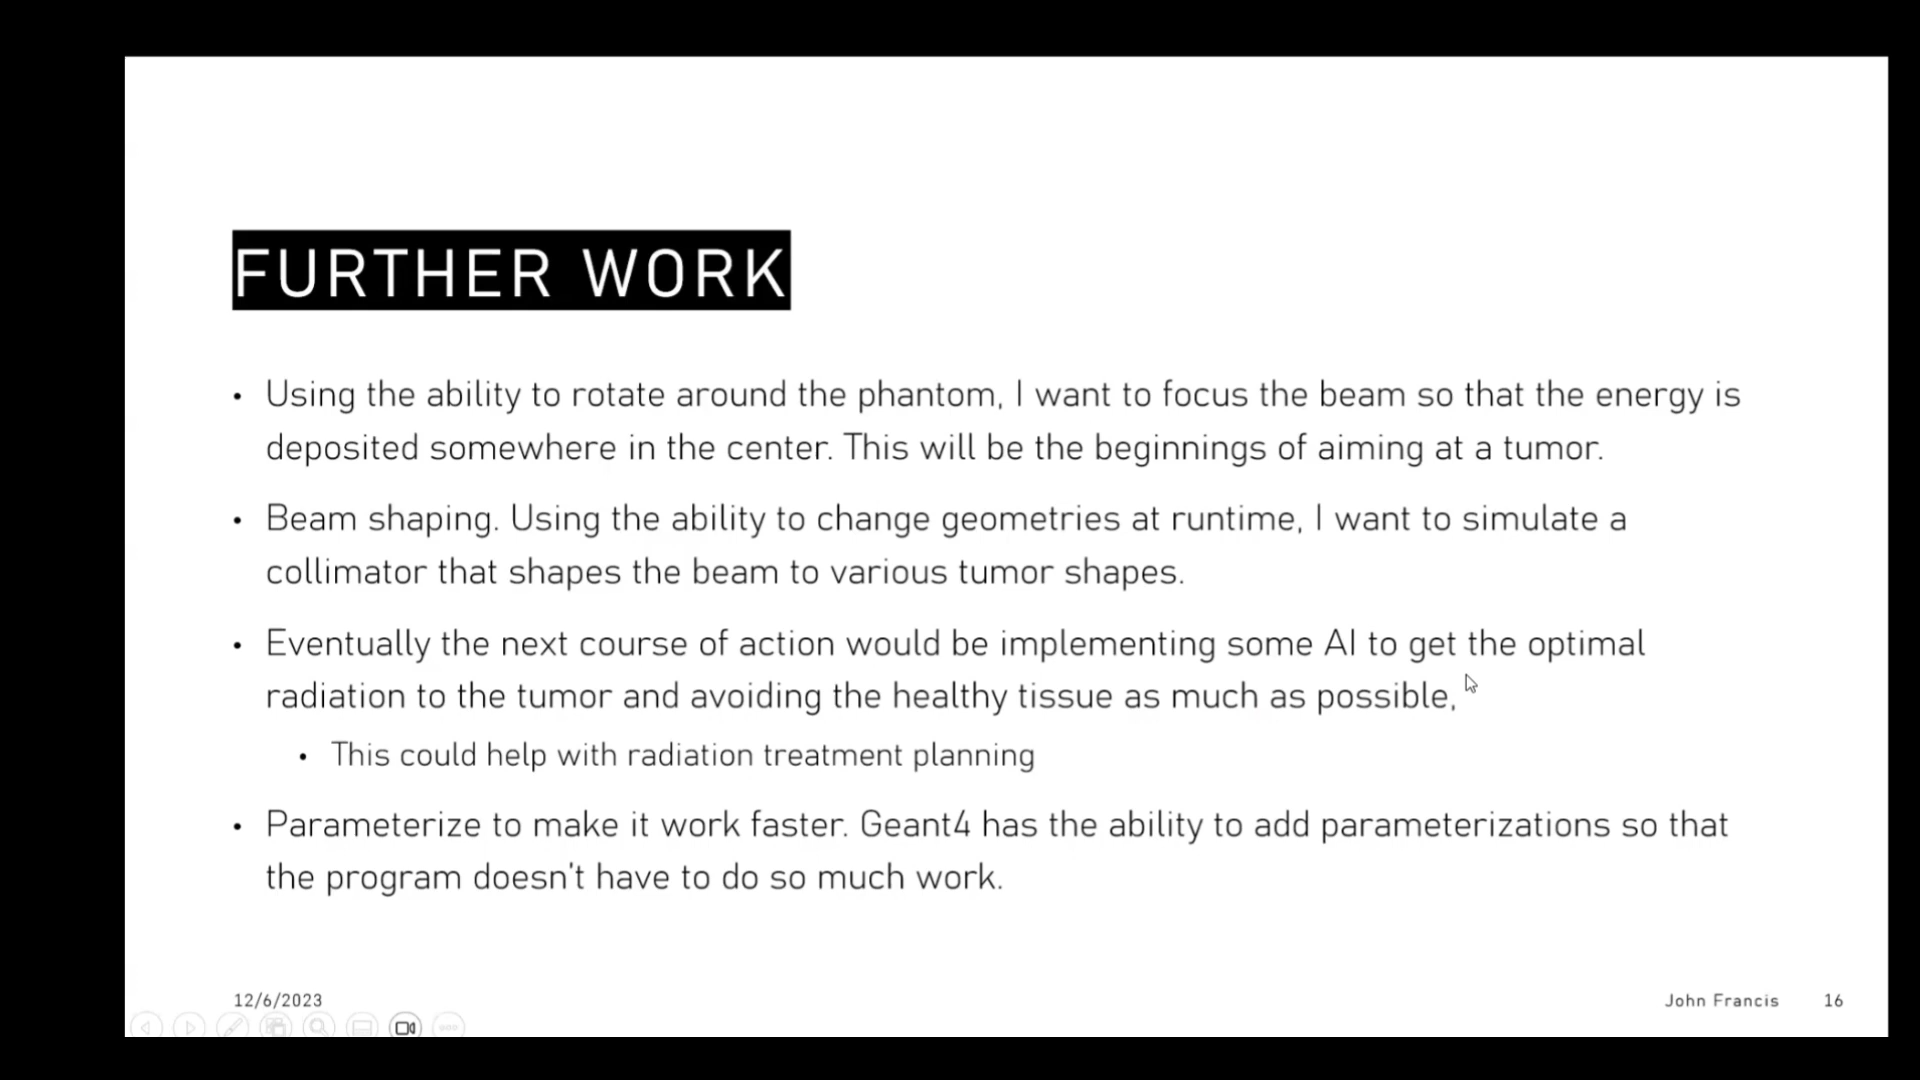 FURTHER WORK
• Using the ability to rotate around the phantom, I want to focus the beam so that the energy is
deposited somewhere in the center. This will be the beginnings of aiming at a tumor.
• Beam shaping. Using the ability to change geometries at runtime, I want to simulate a
collimator that shapes the beam to various tumor shapes.
• Eventually the next course of action would be implementing some AI to get the optimal
radiation to the tumor and avoiding the healthy tissue as much as possible,
• This could help with radiation treatment planning
• Parameterize to make it work faster. Geant4 has the ability to add parameterizations so that
the program doesn't have to do so much work.
12/6/2023
John Francis
16